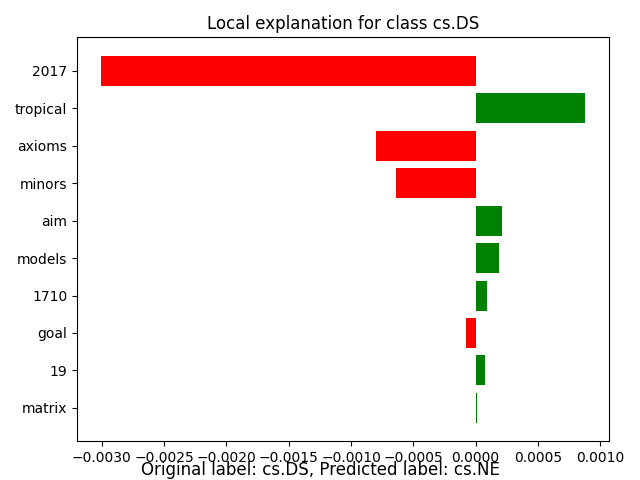 Local explanation for class cs.DS
2017
tropical
axioms
minors
aim
models
1710
goal
19
matrix
−0.0030 −0.0025 −0.0020 −0.0015 −0.0010 −0.0005 0.0000 0.0005 0.0010
Original label: cs.DS, Predicted label: cs.NE